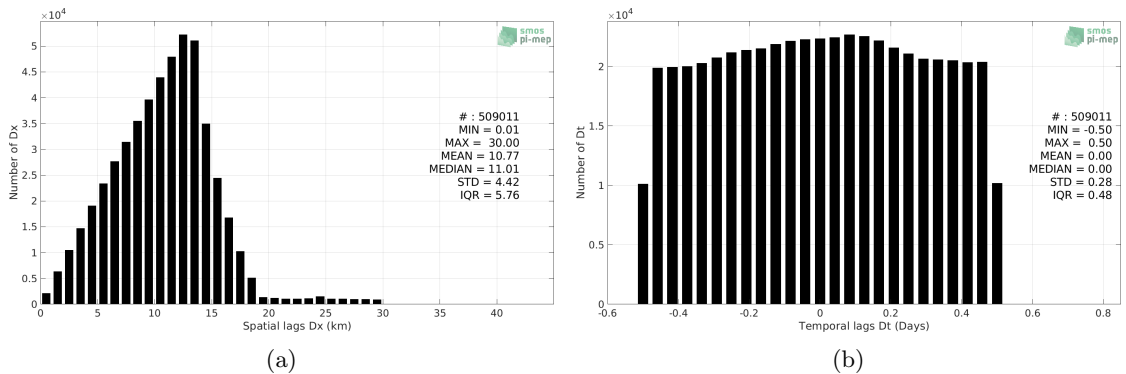 ×10⁴
5
4.5
4
3.5
3
2.5
2
1.5
1
0.5
0
Number of Dx
smos
pi-mep
# : 509011
MIN = 0.01
MAX = 30.00
MEAN = 10.77
MEDIAN = 11.01
STD = 4.42
IQR = 5.76
0 5 10 15 20 25 30 35 40
Spatial lags Dx (km)
(a)
×10⁴
2
1.5
1
0.5
0
Number of Dt
smos
pi-mep
# : 509011
MIN = -0.50
MAX = 0.50
MEAN = 0.00
MEDIAN = 0.00
STD = 0.28
IQR = 0.48
-0.6 -0.4 -0.2 0 0.2 0.4 0.6 0.8
Temporal lags Dt (Days)
(b)